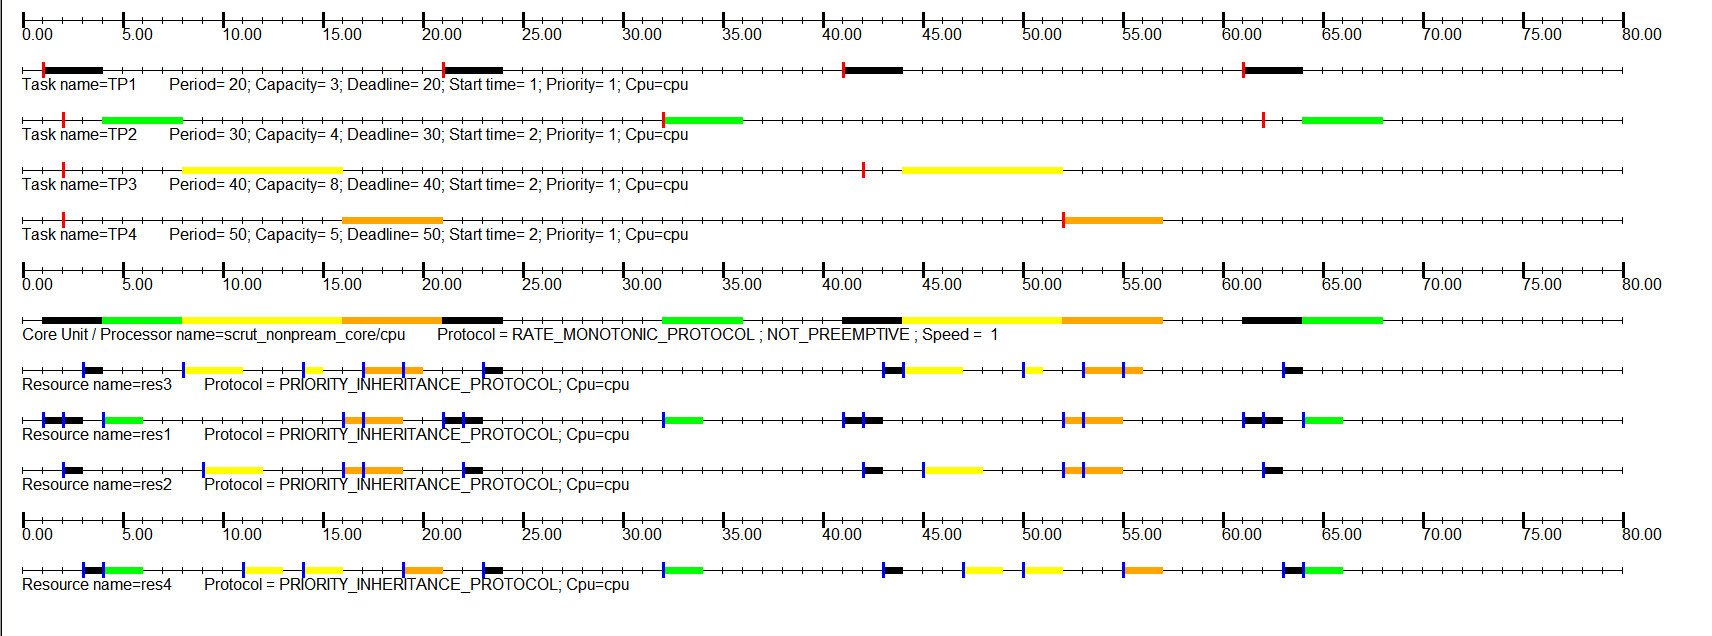 0.00 5.00 10.00 15.00 20.00 25.00 30.00 35.00 40.00 45.00 50.00 55.00 60.00 65.00 70.00 75.00 80.00
Task name=TP1 Period= 20; Capacity= 3; Deadline= 20; Start time= 1; Priority= 1; Cpu=cpu
Task name=TP2 Period= 30; Capacity= 4; Deadline= 30; Start time= 2; Priority= 1; Cpu=cpu
Task name=TP3 Period= 40; Capacity= 8; Deadline= 40; Start time= 2; Priority= 1; Cpu=cpu
Task name=TP4 Period= 50; Capacity= 5; Deadline= 50; Start time= 2; Priority= 1; Cpu=cpu
0.00 5.00 10.00 15.00 20.00 25.00 30.00 35.00 40.00 45.00 50.00 55.00 60.00 65.00 70.00 75.00 80.00
Core Unit / Processor name=scrut_nonpream_core/cpu Protocol = RATE_MONOTONIC_PROTOCOL ; NOT_PREEMPTIVE ; Speed = 1
Resource name=res3 Protocol = PRIORITY_INHERITANCE_PROTOCOL; Cpu=cpu
Resource name=res1 Protocol = PRIORITY_INHERITANCE_PROTOCOL; Cpu=cpu
Resource name=res2 Protocol = PRIORITY_INHERITANCE_PROTOCOL; Cpu=cpu
0.00 5.00 10.00 15.00 20.00 25.00 30.00 35.00 40.00 45.00 50.00 55.00 60.00 65.00 70.00 75.00 80.00
Resource name=res4 Protocol = PRIORITY_INHERITANCE_PROTOCOL; Cpu=cpu